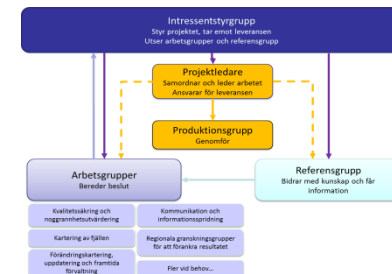 Intressentstyrgrupp
Styr projektet, tar emot leveransen
Utser arbetsgrupper och referensgrupp
Projektledare
Samordnar och leder arbetet
Ansvarar för leveransen
Produktionsgrupp
Genomför
Arbetsgrupper
Bereder beslut
Referensgrupp
Bidrar med kunskap och får
information
Kvalitetssäkring och
noggrannhetsutvärdering
Kommunikation och
informationsspridning
Kartering av fjällen
Regionala granskningsgrupper
för att förankra resultatet
Förändringskartering,
uppdatering och framtida
förvaltning
Fler vid behov...